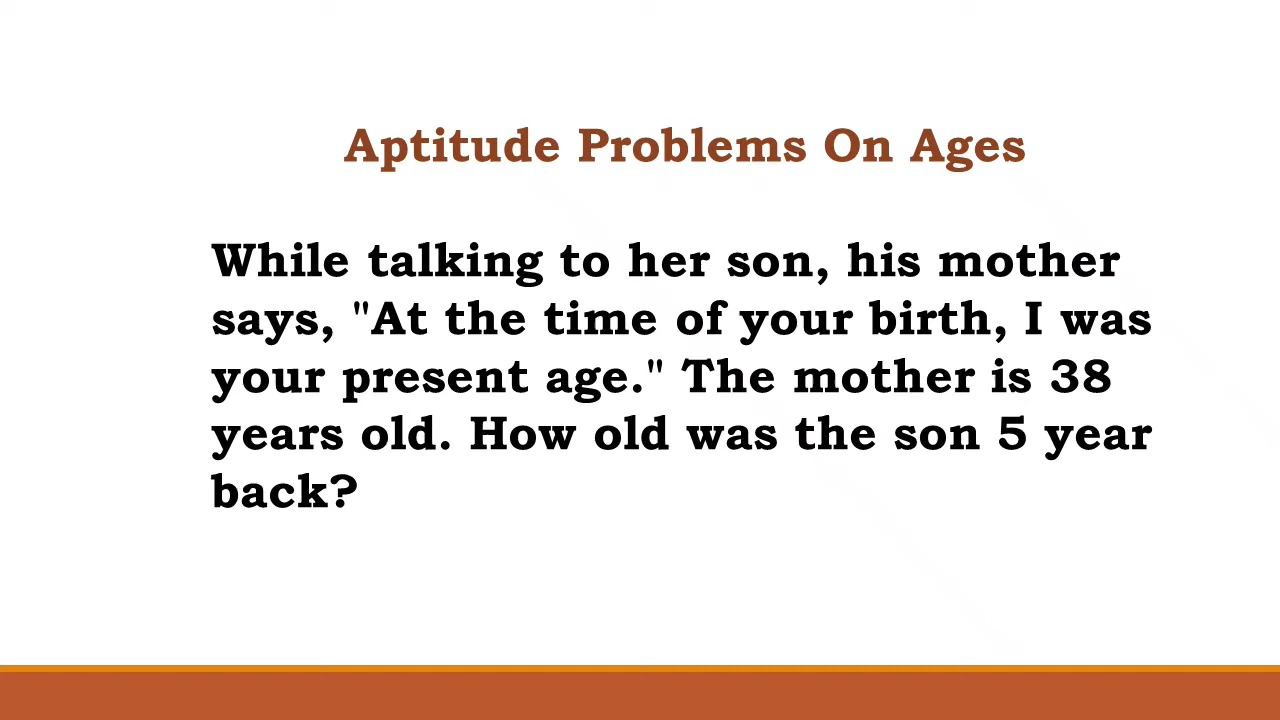 Aptitude Problems On Ages
While talking to her son, his mother
says, "At the time of your birth, I was
your present age." The mother is 38
years old. How old was the son 5 year
back?